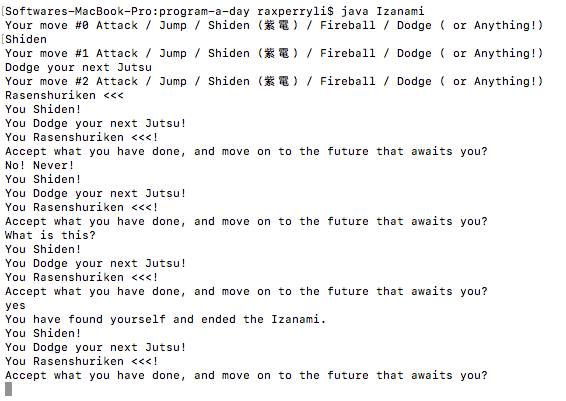 [Softwares-MacBook-Pro:program-a-day raxperryli$ java Izanami
Your move #0 Attack / Jump / Shiden (紫電) / Fireball / Dodge ( or Anything!)
[Shiden
Your move #1 Attack / Jump / Shiden (紫電) / Fireball / Dodge ( or Anything!)
Dodge your next Jutsu
Your move #2 Attack / Jump / Shiden (紫電) / Fireball / Dodge ( or Anything!)
Rasenshuriken <<<
You Shiden!
You Dodge your next Jutsu!
You Rasenshuriken <<<!
Accept what you have done, and move on to the future that awaits you?
No! Never!
You Shiden!
You Dodge your next Jutsu!
You Rasenshuriken <<<!
Accept what you have done, and move on to the future that awaits you?
What is this?
You Shiden!
You Dodge your next Jutsu!
You Rasenshuriken <<<!
Accept what you have done, and move on to the future that awaits you?
yes
You have found yourself and ended the Izanami.
You Shiden!
You Dodge your next Jutsu!
You Rasenshuriken <<<!
Accept what you have done, and move on to the future that awaits you?